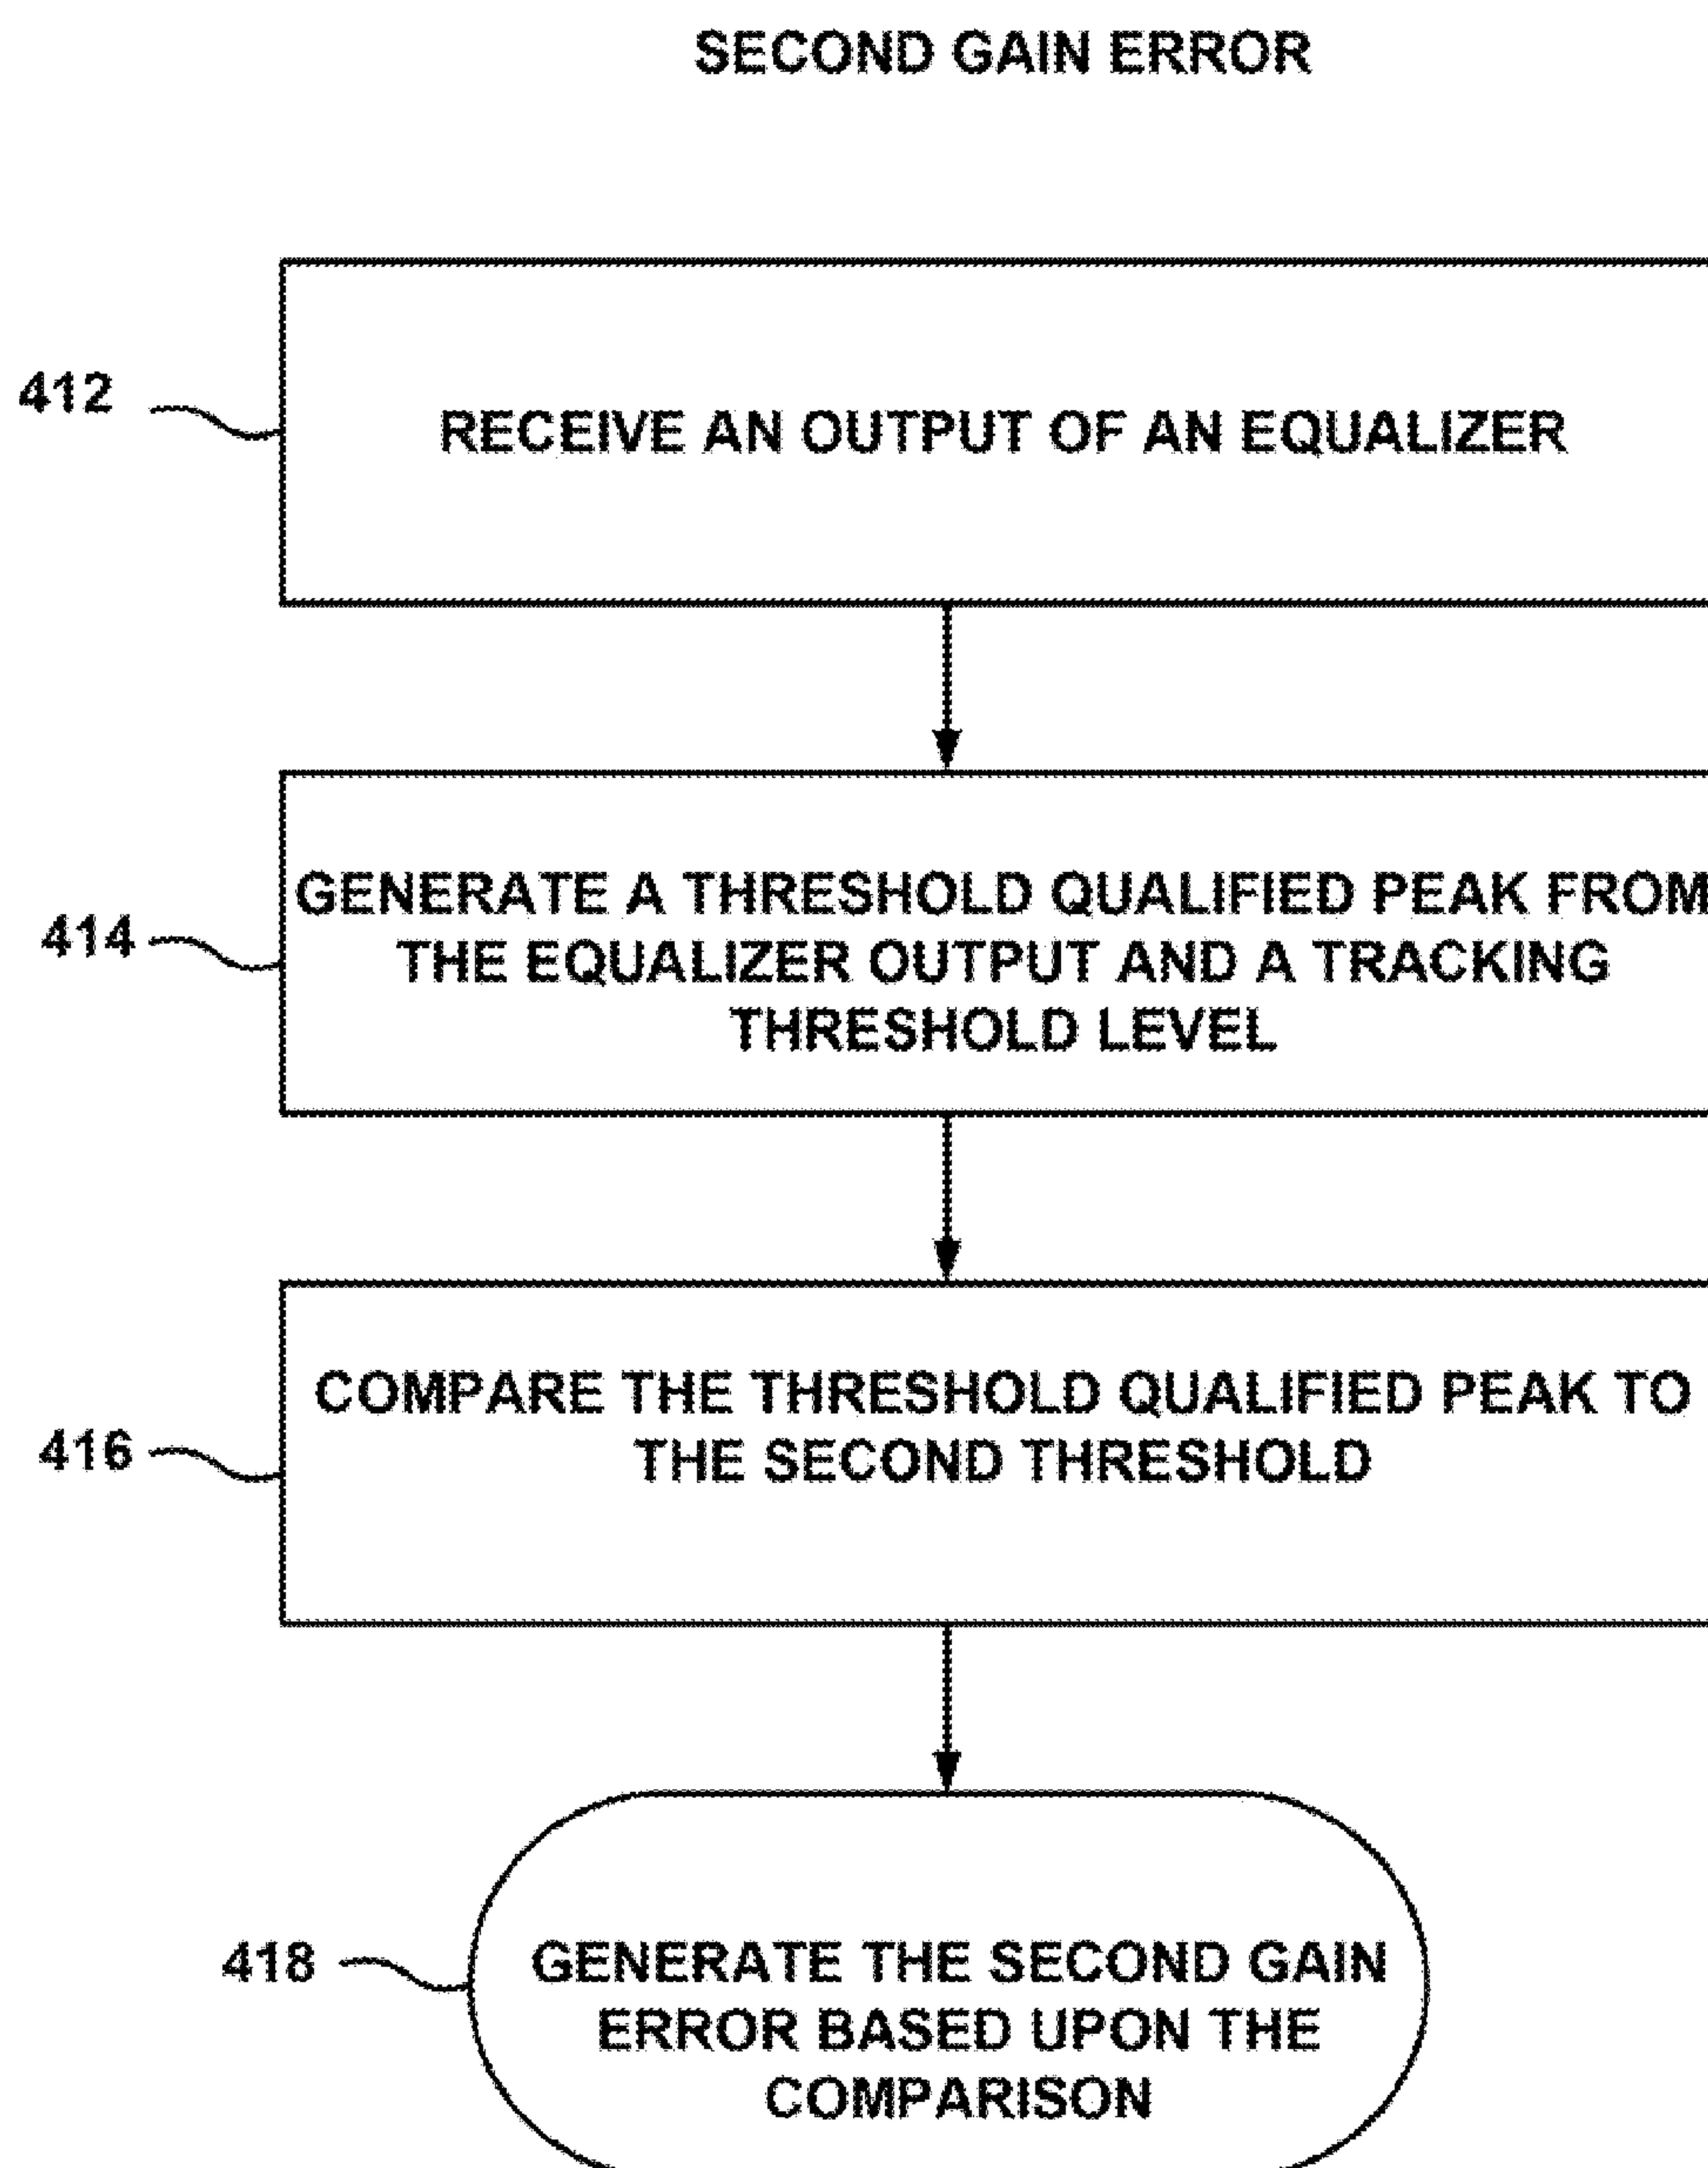 SECOND GAIN ERROR
412
RECEIVE AN OUTPUT OF AN EQUALIZER
414
GENERATE A THRESHOLD QUALIFIED PEAK FROM
THE EQUALIZER OUTPUT AND A TRACKING
THRESHOLD LEVEL
416
COMPARE THE THRESHOLD QUALIFIED PEAK TO
THE SECOND THRESHOLD
418
GENERATE THE SECOND GAIN
ERROR BASED UPON THE
COMPARISON